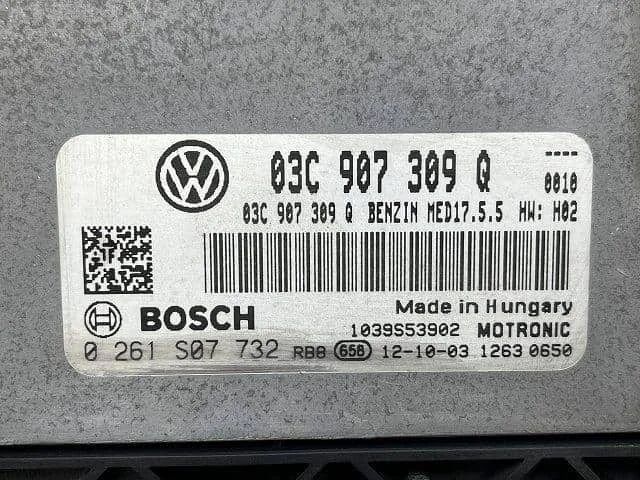 03C 907 309 Q ----
0010
03C 907 309 Q BENZIN MED17.5.5 HW: H02
BOSCH
Made in Hungary
1039S53902 MOTRONIC
0 261 S07 732 RB8 658 12-10-03 1263 0650